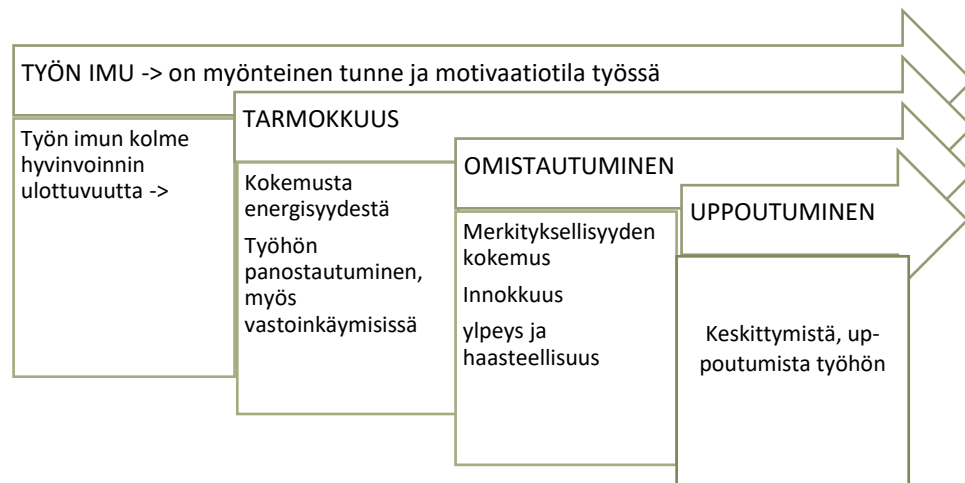 TYÖN IMU -> on myönteinen tunne ja motivaatiotila työssä
Työn imun kolme
hyvinvoinnin
ulottuvuutta ->
TARMOKKUUS
Kokemusta
energisyydestä
Työhön
panostautuminen,
myös
vastoinkäymisissä
OMISTAUTUMINEN
Merkityksellisyyden
kokemus
Innokkuus
ylpeys ja
haasteellisuus
UPPOUTUMINEN
Keskittymistä, up-
poutumista työhön